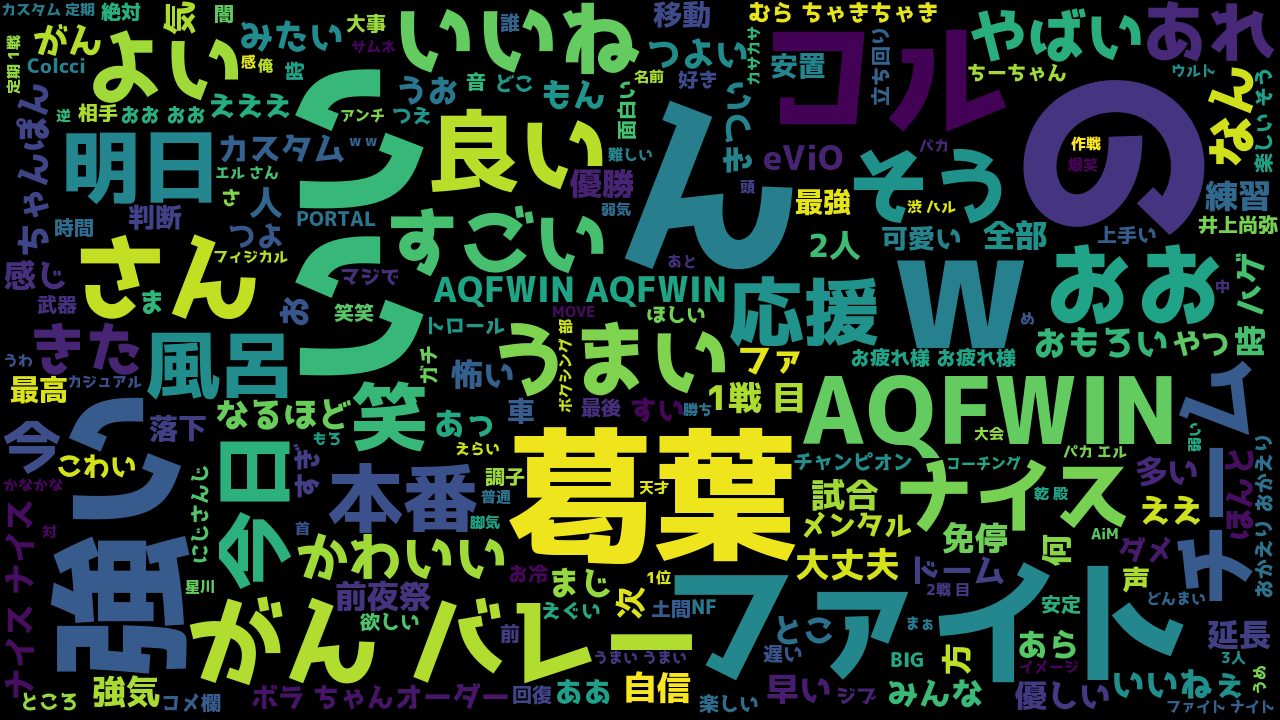 カスタム 定期
絶対
気
闇
いいね
誰
移動
むら ちゃきちゃき
やばい
あれ
がん
よい
みたい
大事
サムネ
つよい
カサカサ
コル
の
定期 1戦
Colcci
感
俺
時
うお
音
どこ
もん
名前
好き
安置
立ち回り
ちーちゃん
ウルト
なん
楽しい
そう
ちゃんぽん
逆
相手
おお おお
えええ
アンチ
つえ
面白い
きつい
eViO
バカ
作戦
爆笑
明日
カスタム
w w
良い
ん
難しい
エル さん
さ
人
PORTAL
優勝
弱気
頭
最強
そう
渋 ハル
練習
時間
判断
つよ
すごい
2人
可愛い
全部
上手い
井上尚弥
感じ
さん
フィジカル
マジで
あと
武器
ま
お
笑笑
AQFWIN AQFWIN
応援
W
おお
バンゲ
中
きた
トロール
MOVE
ほしい
め
うわ
風呂
うまい
ボクシング 部
お疲れ様 お疲れ様
おもろい
やつ
時
最高
カジュアル
笑
ガチ
怖い
ファ
1戦 目
AQFWIN
チーム
今
落下
なるほど
もろ
あっ
車
最後
すい
勝ち
大会
弱い
強い
こわい
今日
すぎ
えらい
葛葉
チャンピオン
コーチング
バカ エル
ほんと
おかえり おかえり
かなかな
にじさんじ
本番
調子
普通
脚気
天才
試合
ナイス
乾 殿
多い
ええ
ナイス ナイス
対
首
かわいい
メンタル
免停
何
AiM
ダメ
星川
前夜祭
お冷
まじ
1位
大丈夫
ドーム
2戦 目
声
どんまい
がん
バレー
欲しい
えぐい
次
土間NF
ファイト
安定
前
とこ
まぁ
あら
延長
うまい うまい
遅い
BIG
方
イメージ
3人
ところ
強気
コメ欄
ボラ ちゃん
オーダー
回復
ああ
自信
楽しい
早い
ジブ
みんな
優しい
いいねぇ
うめ
ファイト ナイト